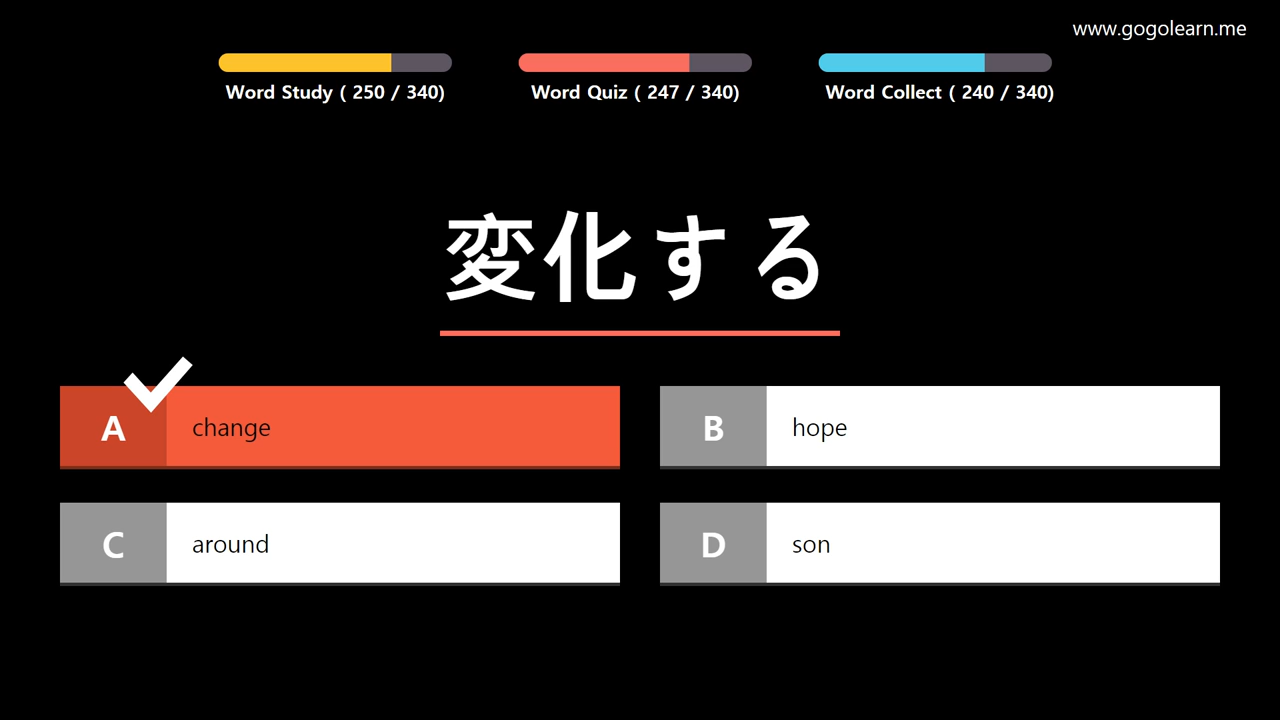 www.gogolearn.me
Word Study ( 250 / 340)
Word Quiz ( 247 / 340)
Word Collect ( 240 / 340)
変化する
A change
B hope
C around
D son